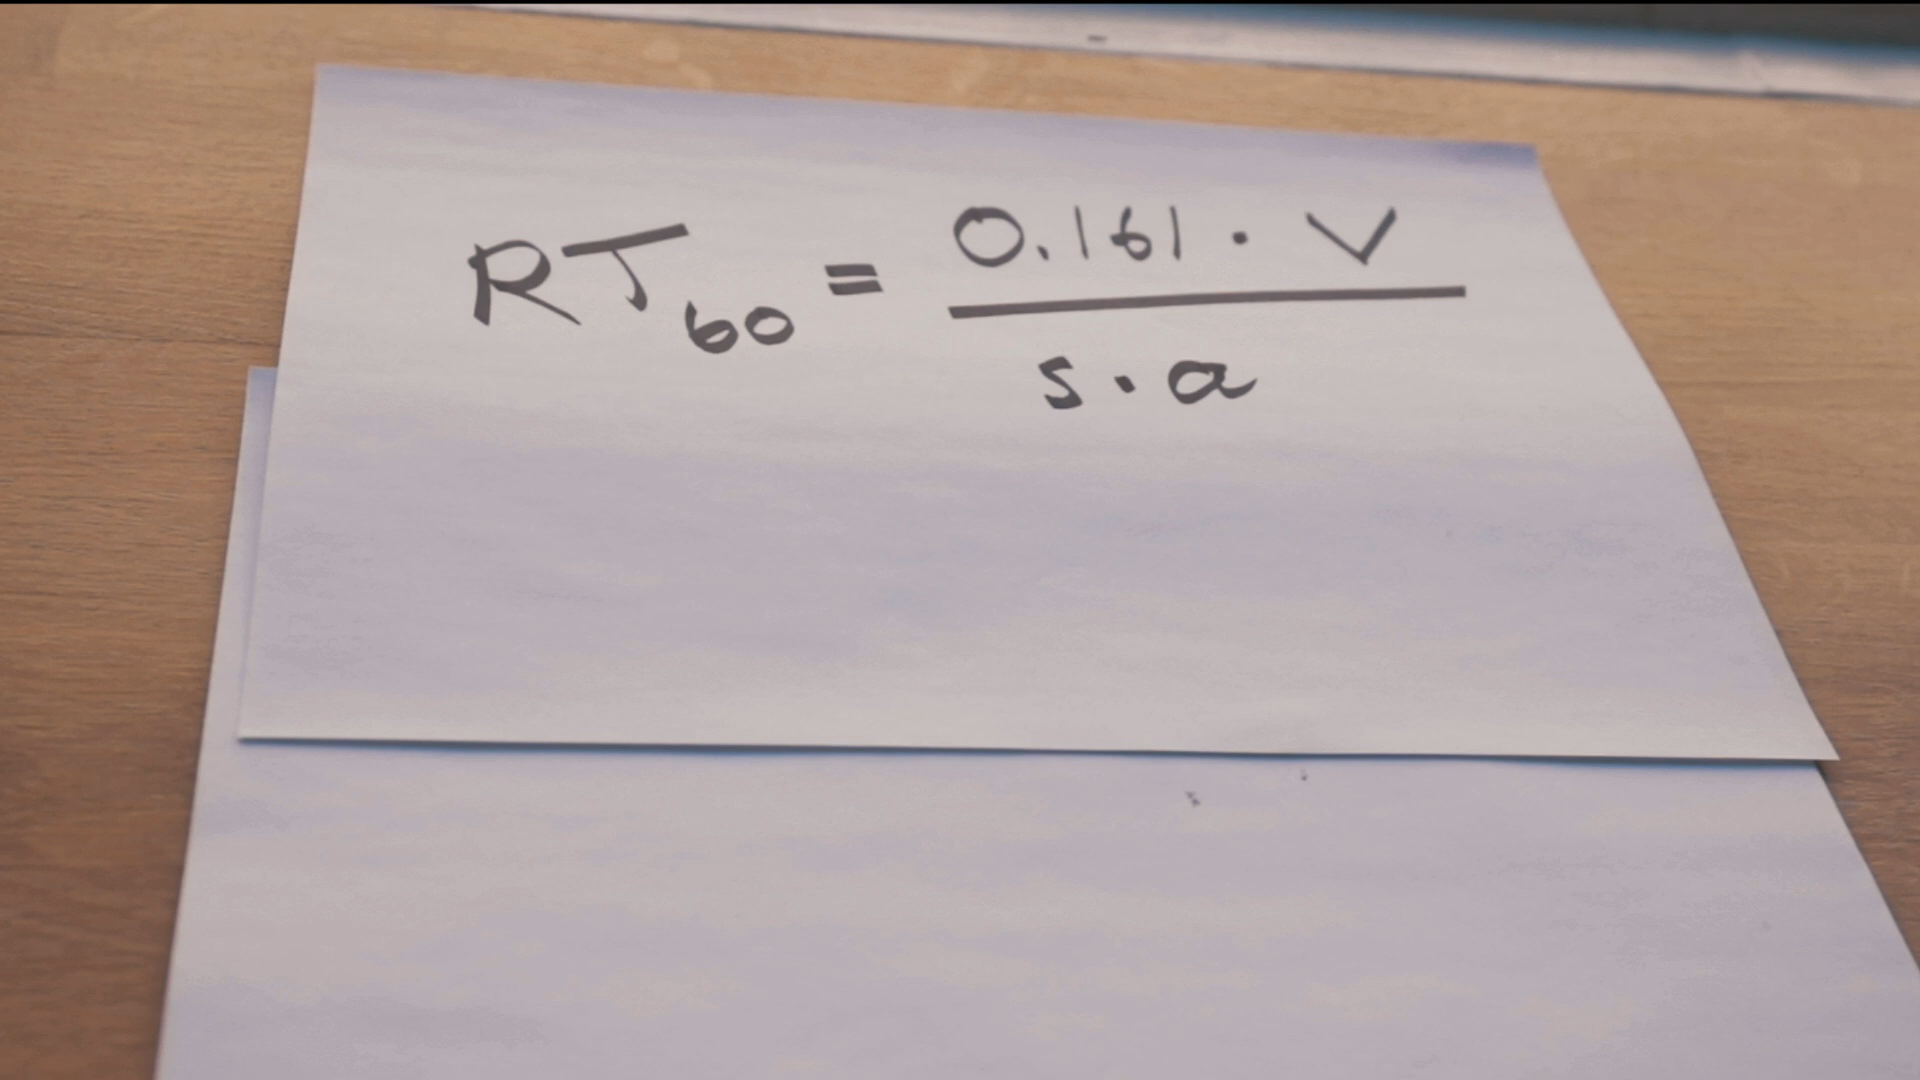 RT60 = 0.161 · V
s · a